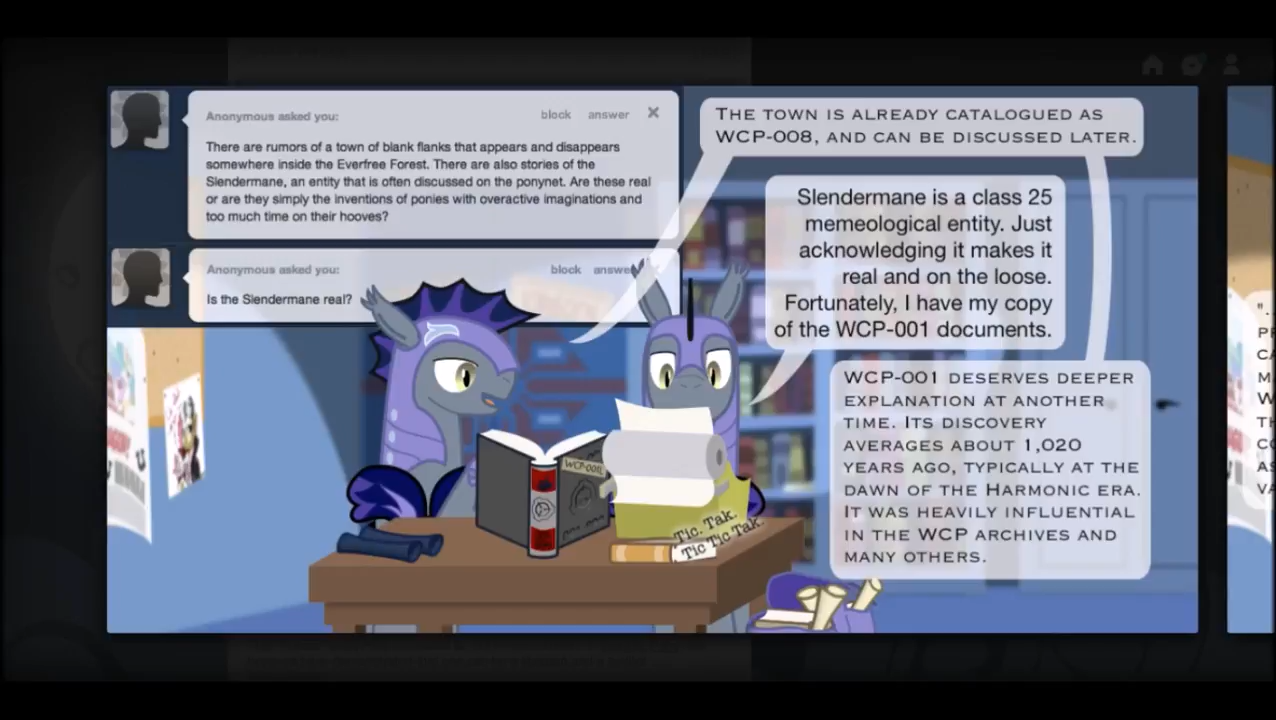 Anonymous asked you:
block answer
There are rumors of a town of blank flanks that appears and disappears
somewhere inside the Everfree Forest. There are also stories of the
Slendermane, an entity that is often discussed on the ponynet. Are these real
or are they simply the inventions of ponies with overactive imaginations and
too much time on their hooves?
Anonymous asked you:
block answer
Is the Slendermane real?
THE TOWN IS ALREADY CATALOGUED AS
WCP-008, AND CAN BE DISCUSSED LATER.
Slendermane is a class 25
memeological entity. Just
acknowledging it makes it
real and on the loose.
Fortunately, I have my copy
of the WCP-001 documents.
WCP-001 DESERVES DEEPER
EXPLANATION AT ANOTHER
TIME. ITS DISCOVERY
AVERAGES ABOUT 1,020
YEARS AGO, TYPICALLY AT THE
DAWN OF THE HARMONIC ERA.
IT WAS HEAVILY INFLUENTIAL
IN THE WCP ARCHIVES AND
MANY OTHERS.
Tic. Tak.
Tic Tic Tak.